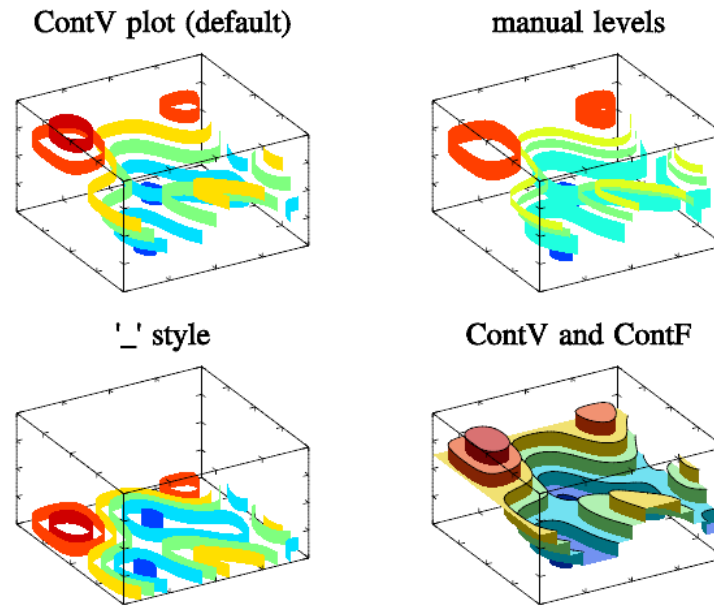 ContV plot (default)
manual levels
'_' style
ContV and ContF